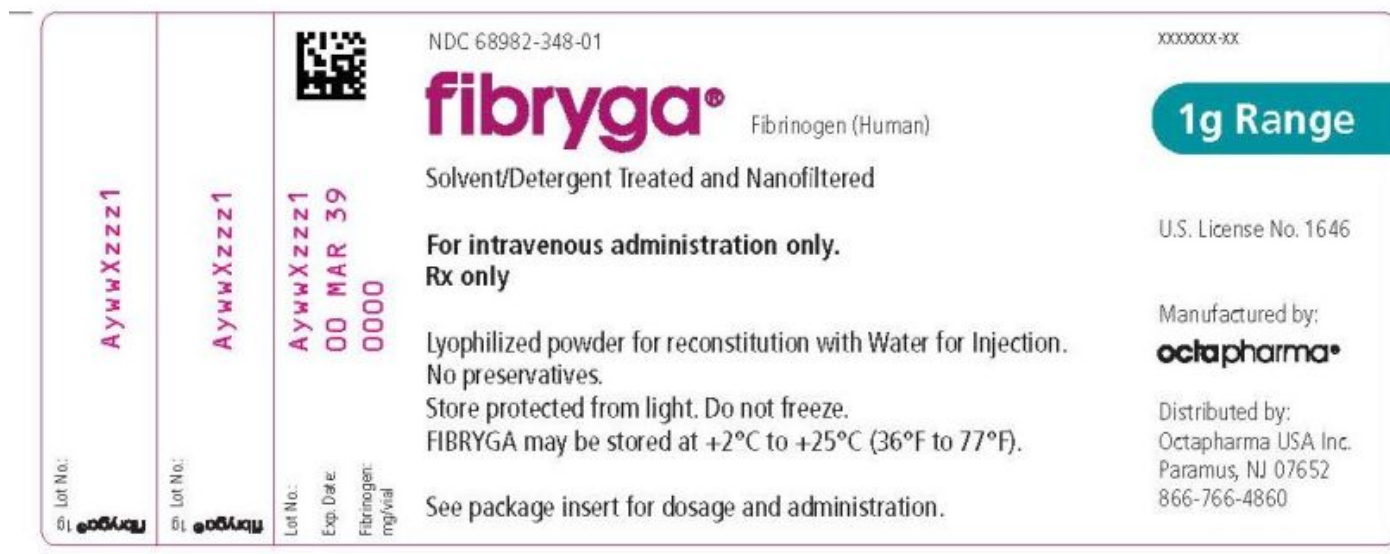 fibryga® 1g
Lot No.: AywwXzzz1
fibryga® 1g
Lot No.: AywwXzzz1
Lot No.: AywwXzzz1
Exp. Date: 00 MAR 39
Fibrinogen: 0000
mg/vial
NDC 68982-348-01
fibryga® Fibrinogen (Human)
Solvent/Detergent Treated and Nanofiltered
For intravenous administration only.
Rx only
Lyophilized powder for reconstitution with Water for Injection.
No preservatives.
Store protected from light. Do not freeze.
FIBRYGA may be stored at +2°C to +25°C (36°F to 77°F).
See package insert for dosage and administration.
XXXXXXX-XX
1g Range
U.S. License No. 1646
Manufactured by:
octapharma®
Distributed by:
Octapharma USA Inc.
Paramus, NJ 07652
866-766-4860